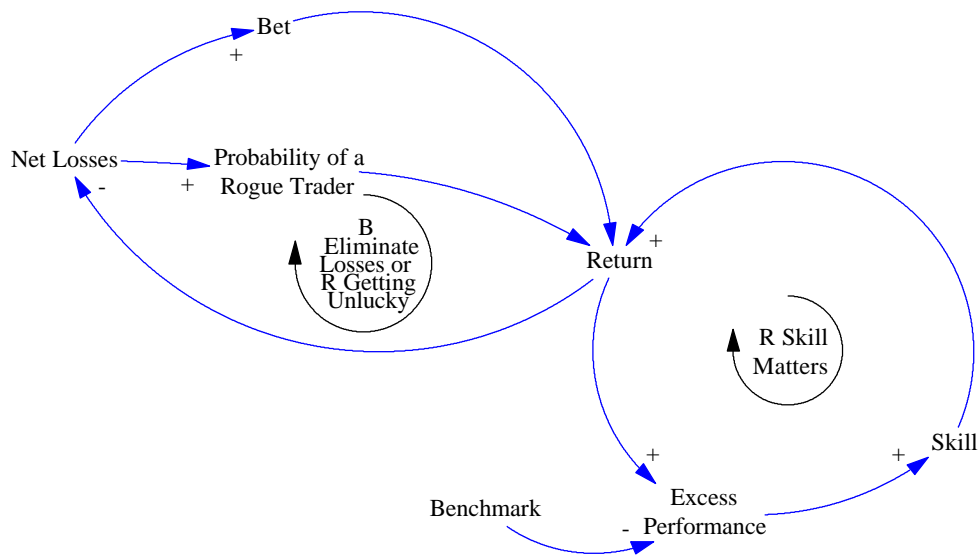 Bet
+
Net Losses
-
+
Probability of a
Rogue Trader
B
Eliminate
Losses or
R Getting
Unlucky
Return
+
R Skill
Matters
Skill
+
+
Excess
Performance
Benchmark
-